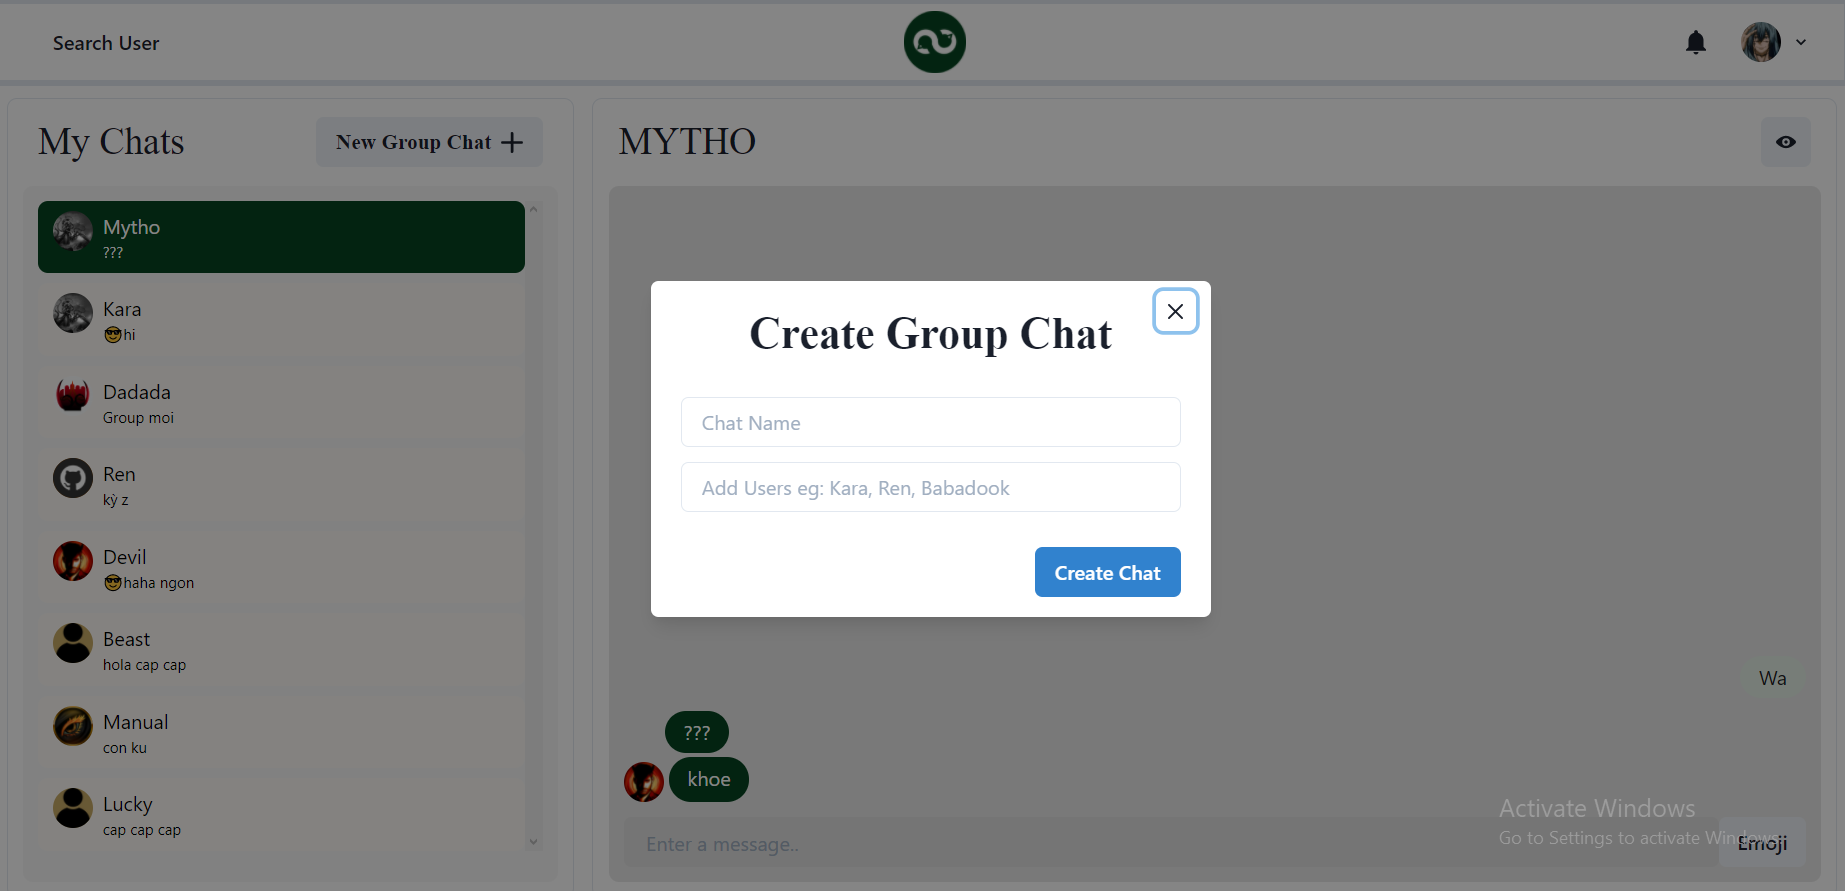 Search User
My Chats
New Group Chat
Mytho
???
Kara
😎hi
Dadada
Group moi
Ren
kỳ z
Devil
😎haha ngon
Beast
hola cap cap
Manual
con ku
Lucky
cap cap cap
MYTHO
Create Group Chat
Chat Name
Add Users eg: Kara, Ren, Babadook
Create Chat
Wa
???
khoe
Enter a message..
Emoji
Activate Windows
Go to Settings to activate Windows.